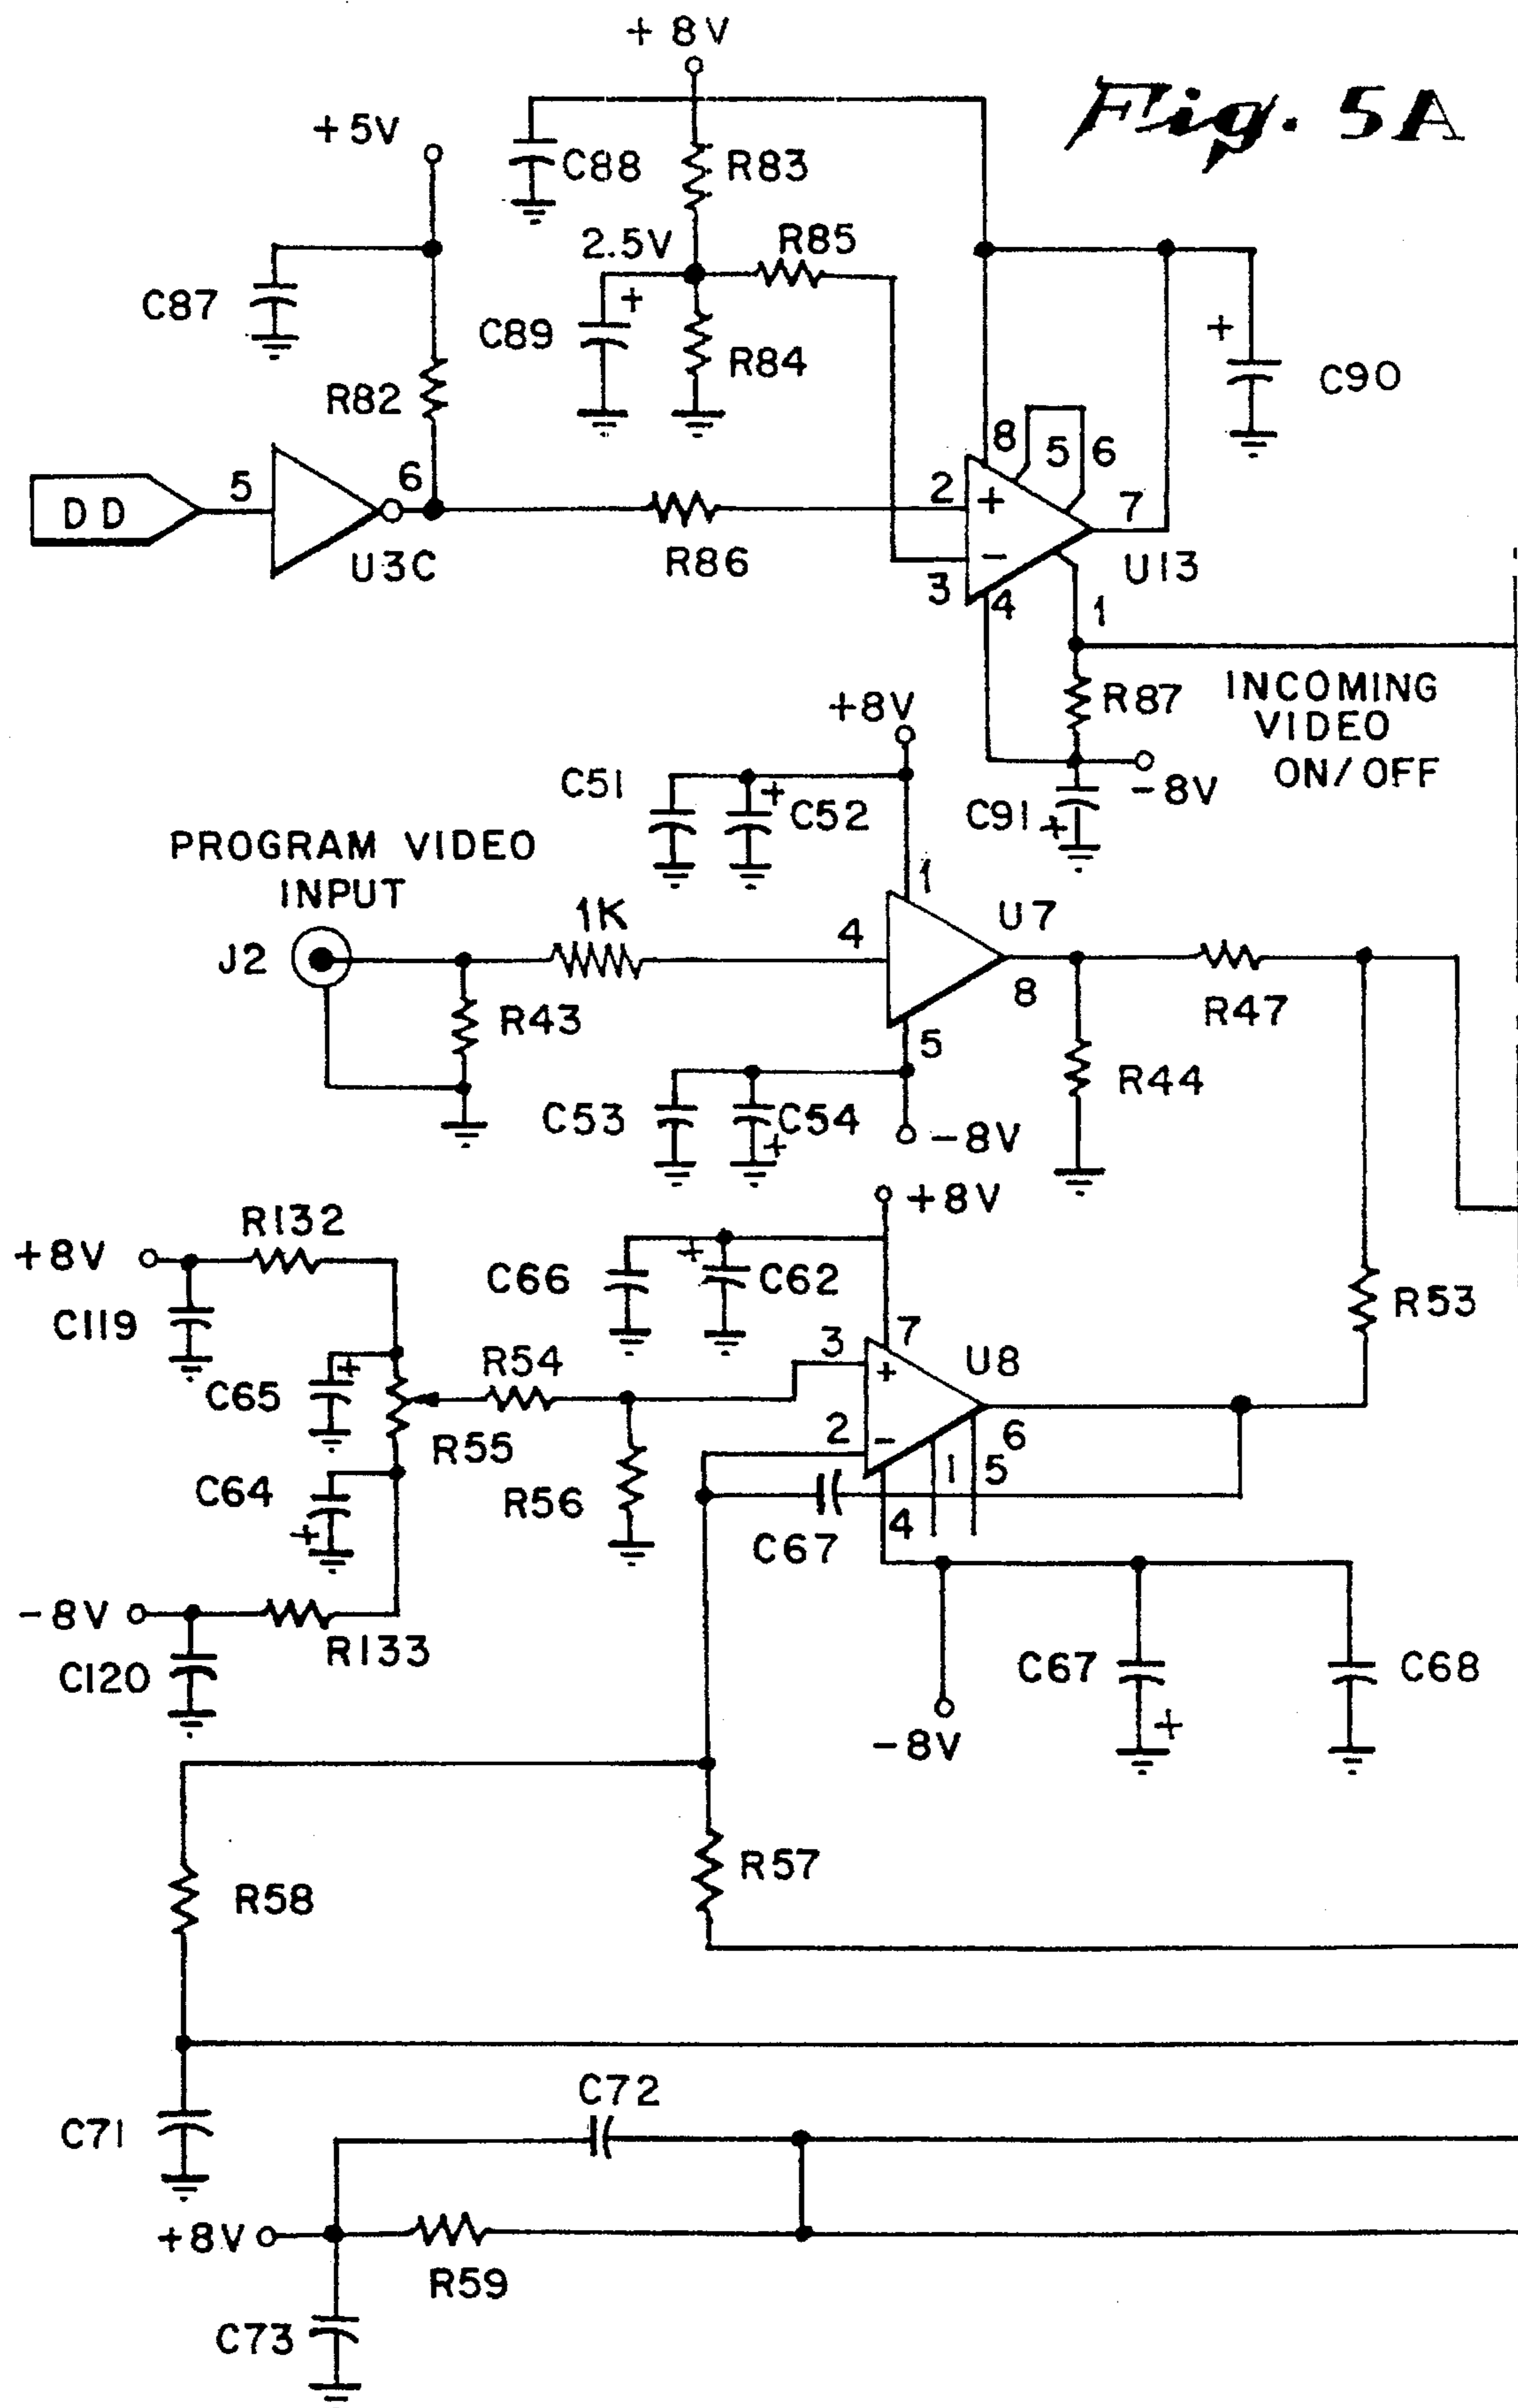 + 8V
Fig. 5A
+5V
C88
R83
2.5V
R85
C87
C89
+
R84
+
C90
R82
8
5
6
DD
5
6
2
+
7
U3C
R86
3
−
U13
4
1
R87
INCOMING
VIDEO
ON/OFF
+8V
−8V
C51
+
C52
C91
+
PROGRAM VIDEO
INPUT
1
1K
U7
J2
4
8
R43
R47
5
R44
C53
C54
+
−8V
+8V
R132
+8V
C66
+
C62
C119
R53
7
3
+
U8
R54
C65
+
2
−
6
R55
1
5
C64
+
R56
4
C67
−8V
R133
C120
C67
+
C68
−8V
R57
R58
C72
C71
+8V
R59
C73